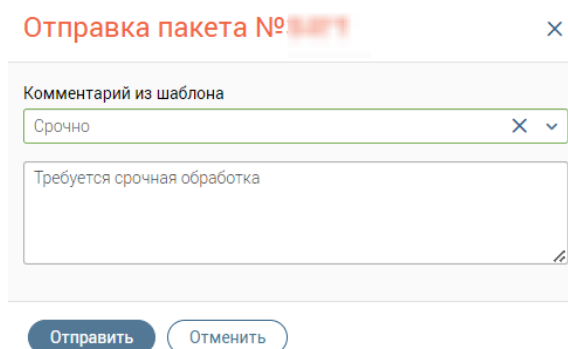 Отправка пакета №
Комментарий из шаблона
Срочно
Требуется срочная обработка
Отправить
Отменить